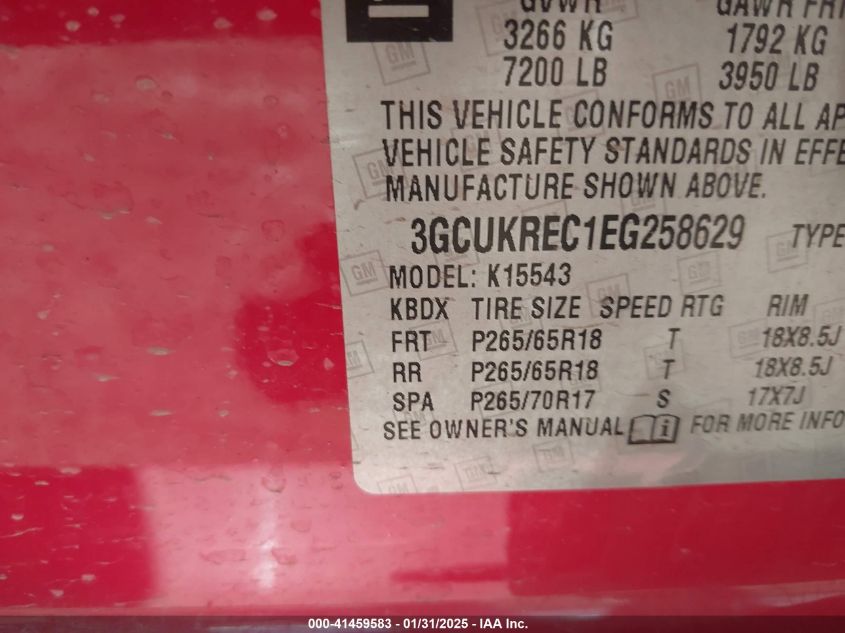 GVWR GAWR FRT
3266 KG 1792 KG
7200 LB 3950 LB
THIS VEHICLE CONFORMS TO ALL AP
VEHICLE SAFETY STANDARDS IN EFFE
MANUFACTURE SHOWN ABOVE.
3GCUKREC1EG258629 TYPE
MODEL: K15543
KBDX TIRE SIZE SPEED RTG RIM
FRT P265/65R18 T 18X8.5J
RR P265/65R18 T 18X8.5J
SPA P265/70R17 S 17X7J
SEE OWNER'S MANUAL i FOR MORE INFO
000-41459583 - 01/31/2025 - IAA Inc.